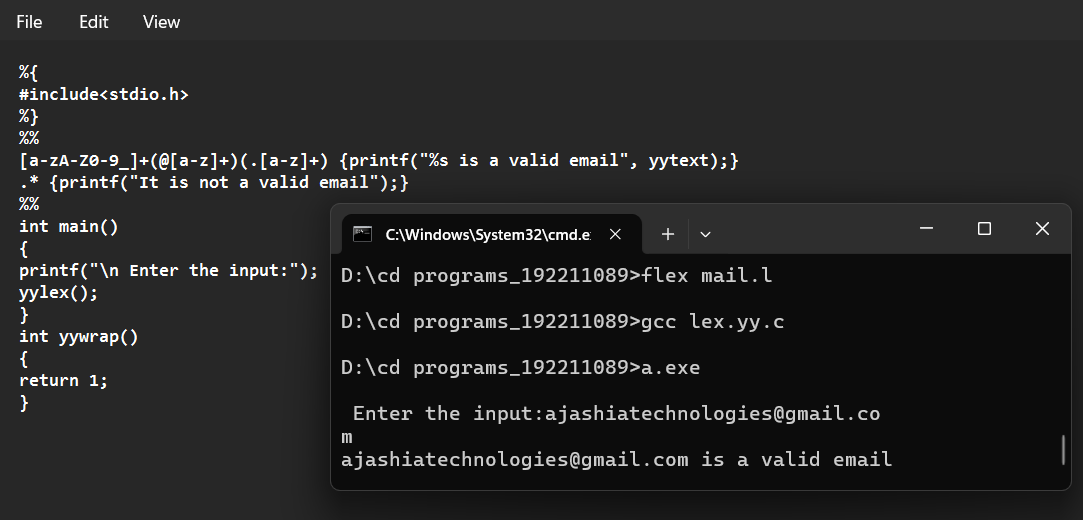 File Edit View
%{
#include<stdio.h>
%}
%%
[a-zA-Z0-9_]+(@[a-z]+)(.[a-z]+) {printf("%s is a valid email", yytext);}
.* {printf("It is not a valid email");}
%%
int main()
{
printf("\n Enter the input:");
yylex();
}
int yywrap()
{
return 1;
}
C:\Windows\System32\cmd.e
D:\cd programs_192211089>flex mail.l
D:\cd programs_192211089>gcc lex.yy.c
D:\cd programs_192211089>a.exe
Enter the input:ajashiatechnologies@gmail.co
m
ajashiatechnologies@gmail.com is a valid email